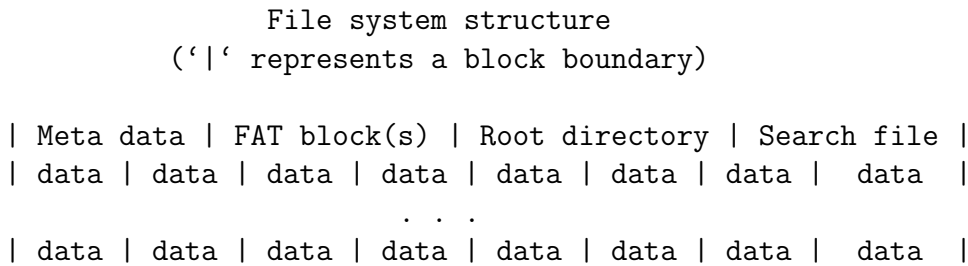 File system structure
(‘|‘ represents a block boundary)
| Meta data | FAT block(s) | Root directory | Search file |
| data | data | data | data | data | data | data | data |
. . .
| data | data | data | data | data | data | data | data |